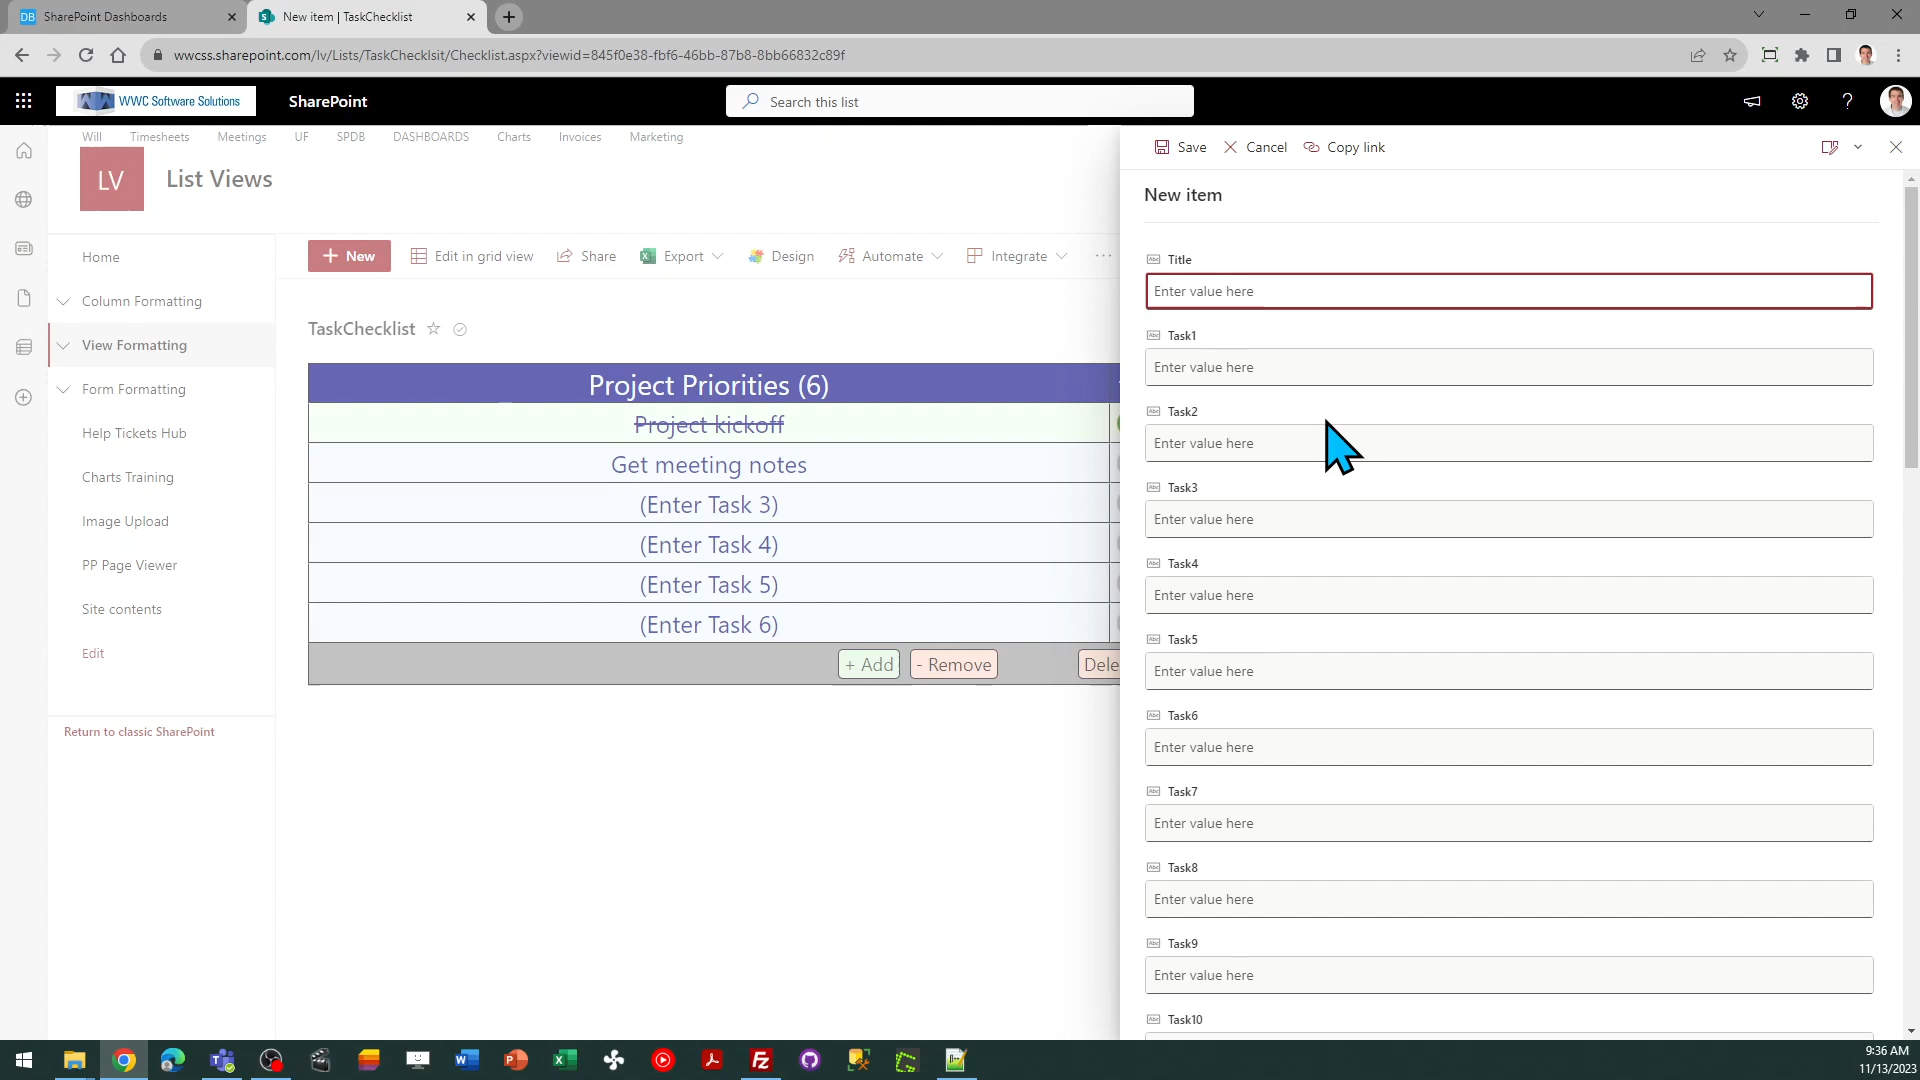 SharePoint Dashboards
New item | TaskChecklist
wwcss.sharepoint.com/lv/Lists/TaskChecklsit/Checklist.aspx?viewid=845f0e38-fbf6-46bb-87b8-8bb66832c89f
WWC Software Solutions
SharePoint
Search this list
Will Timesheets Meetings UF SPDB DASHBOARDS Charts Invoices Marketing
LV
List Views
Home
Column Formatting
View Formatting
Form Formatting
Help Tickets Hub
Charts Training
Image Upload
PP Page Viewer
Site contents
Edit
Return to classic SharePoint
+ New Edit in grid view Share Export Design Automate Integrate ...
TaskChecklist
Project Priorities (6)
Project kickoff
Get meeting notes
(Enter Task 3)
(Enter Task 4)
(Enter Task 5)
(Enter Task 6)
+ Add - Remove Dele
Save Cancel Copy link
New item
Title
Enter value here
Task1
Enter value here
Task2
Enter value here
Task3
Enter value here
Task4
Enter value here
Task5
Enter value here
Task6
Enter value here
Task7
Enter value here
Task8
Enter value here
Task9
Enter value here
Task10
9:36 AM
11/13/2023